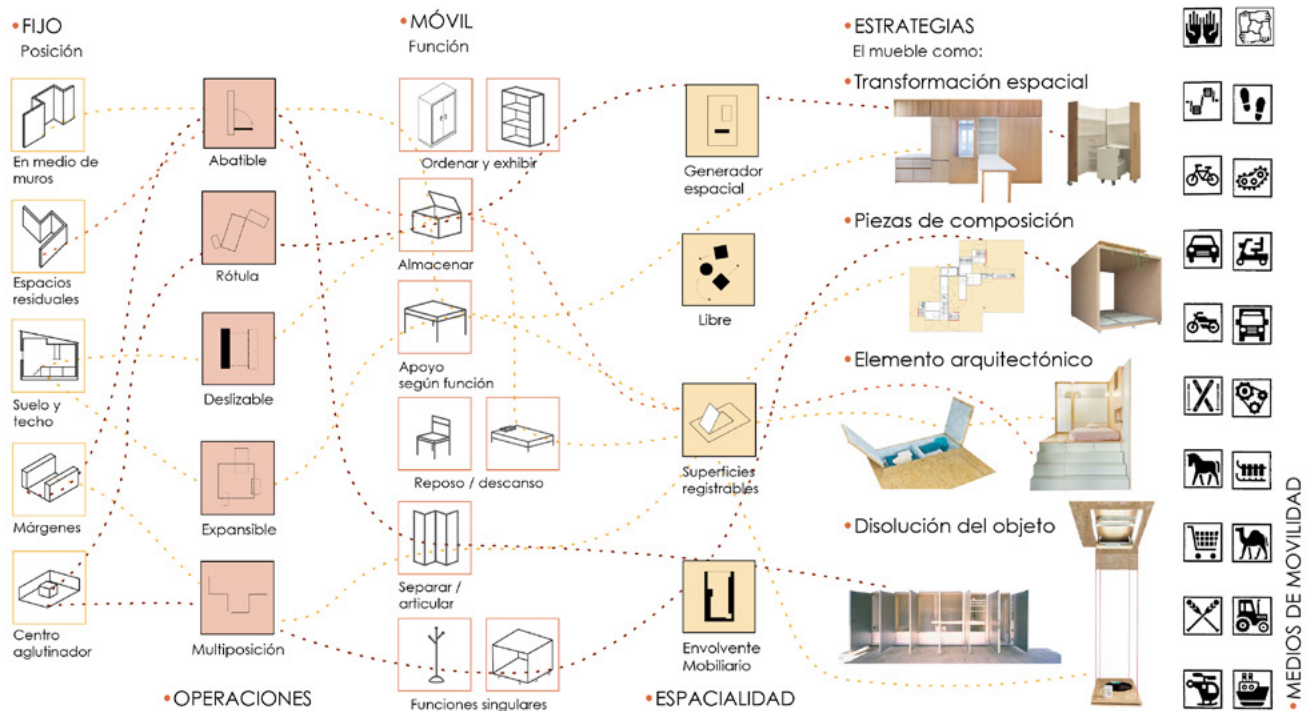 •FIJO
Posición
En medio de
muros
Espacios
residuales
Suelo y
techo
Márgenes
Centro
aglutinador
Abatible
Rótula
Deslizable
Expansible
Multiposición
•OPERACIONES
•MÓVIL
Función
Ordenar y exhibir
Almacenar
Apoyo
según función
Reposo / descanso
Separar /
articular
Funciones singulares
Generador
espacial
Libre
Superficies
registrables
Envolvente
Mobiliario
•ESPACIALIDAD
•ESTRATEGIAS
El mueble como:
•Transformación espacial
•Piezas de composición
•Elemento arquitectónico
•Disolución del objeto
•MEDIOS DE MOVILIDAD